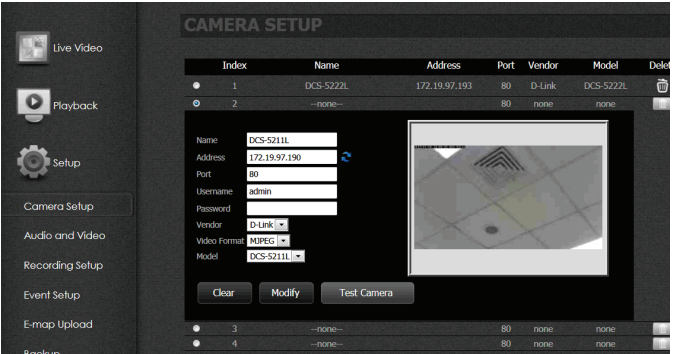 CAMERA SETUP
Live Video
Playback
Setup
Camera Setup
Audio and Video
Recording Setup
Event Setup
E-map Upload
Backup
Index Name Address Port Vendor Model Delet
1 DCS-5222L 172.19.97.193 80 D-Link DCS-5222L
2 --none-- 80 none none
Name DCS-5211L
Address 172.19.97.190
Port 80
Username admin
Password
Vendor D-Link
Video Format MJPEG
Model DCS-5211L
Clear Modify Test Camera
3 --none-- 80 none none
4 --none-- 80 none none